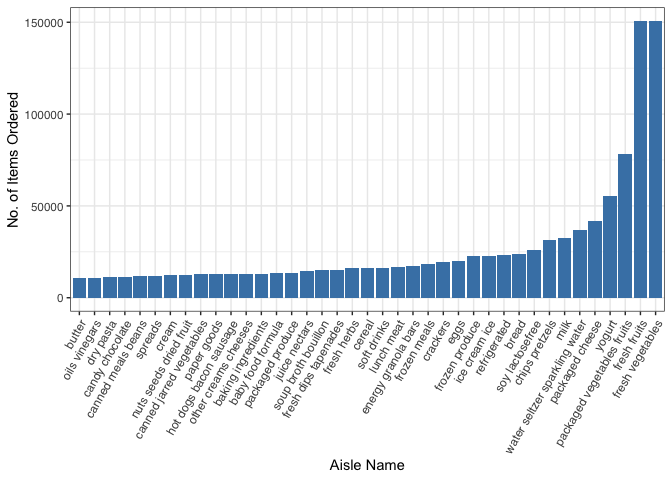 150000
100000
50000
0
No. of Items Ordered
butter
oils vinegars
dry pasta
candy chocolate
canned meals beans
spreads
cream
nuts seeds dried fruit
canned jarred vegetables
paper goods
hot dogs bacon sausage
other creams cheeses
baking ingredients
baby food formula
packaged produce
juice nectars
soup broth bouillon
fresh dips tapenades
fresh herbs
cereal
soft drinks
lunch meat
energy granola bars
frozen meals
crackers
eggs
frozen produce
ice cream ice
refrigerated
bread
soy lactosefree
chips pretzels
milk
water seltzer sparkling water
packaged cheese
yogurt
packaged vegetables fruits
fresh fruits
fresh vegetables
Aisle Name